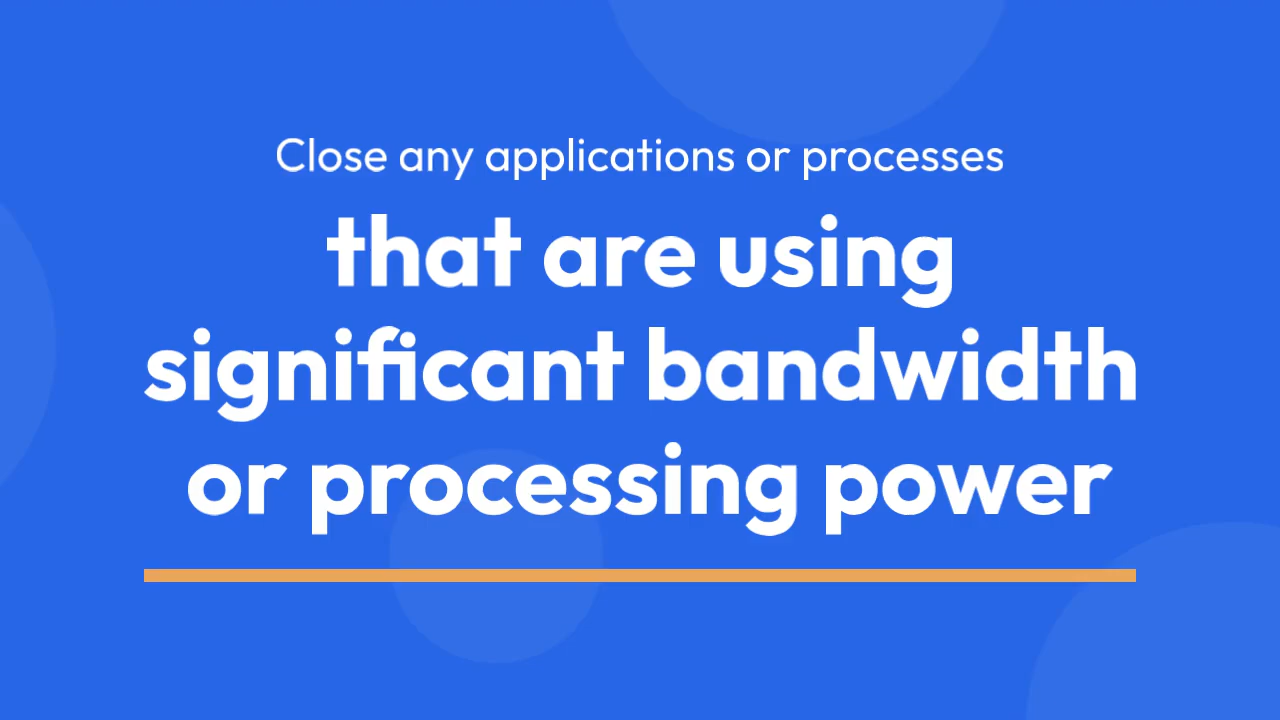 Close any applications or processes
that are using
significant bandwidth
or processing power